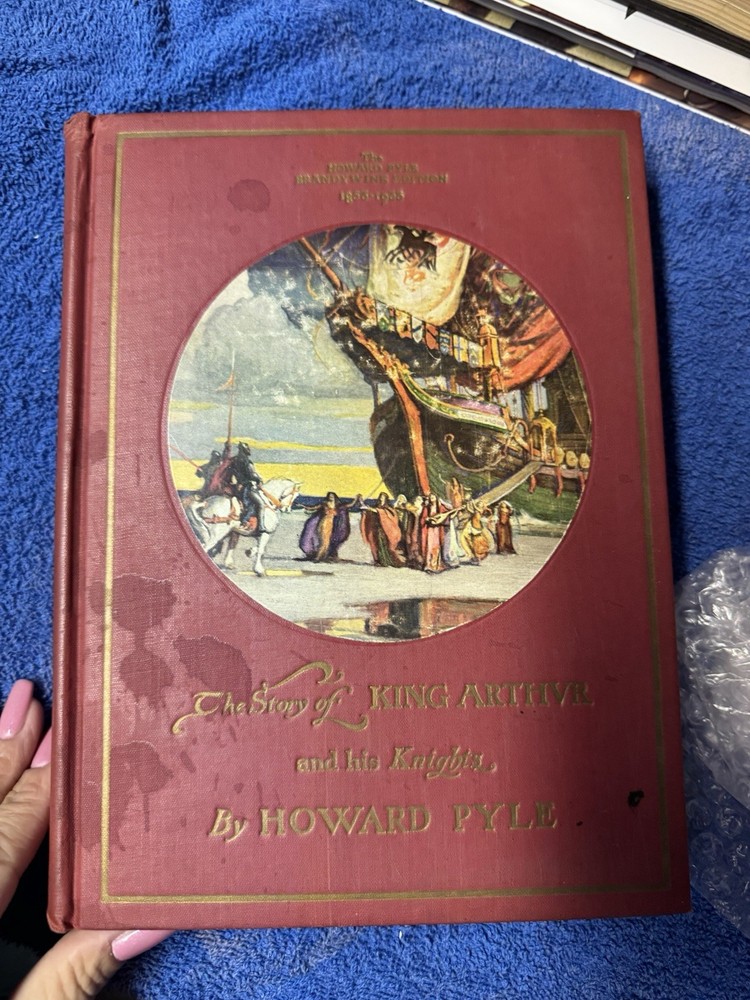 The
HOWARD PYLE
BRANDYWINE EDITION
1853-1933
The Story of KING ARTHVR
and his Knights
By HOWARD PYLE